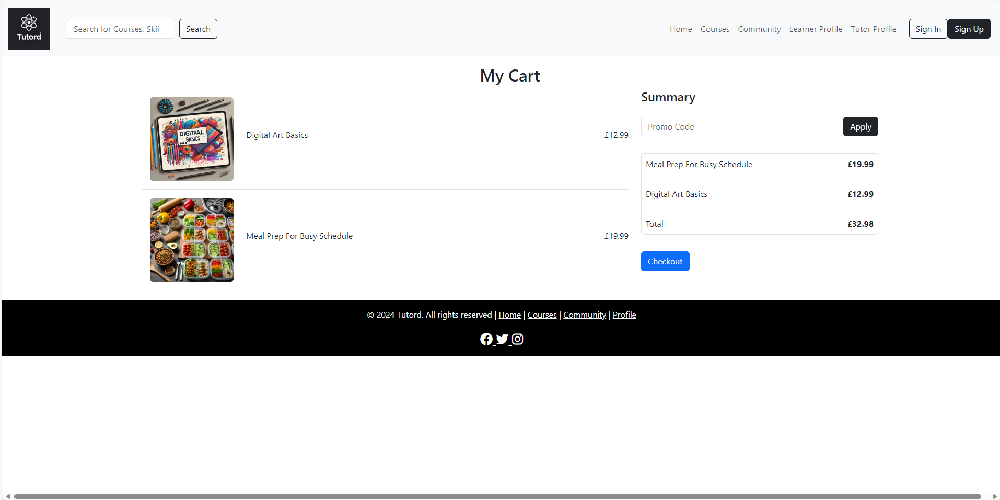 Tutord
Search for Courses, Skill
Search
Home Courses Community Learner Profile Tutor Profile
Sign In
Sign Up
My Cart
DIGITAAL
BASICS
Digital Art Basics
£12.99
Meal Prep For Busy Schedule
£19.99
Summary
Promo Code
Apply
Meal Prep For Busy Schedule £19.99
Digital Art Basics £12.99
Total £32.98
Checkout
© 2024 Tutord. All rights reserved | Home | Courses | Community | Profile